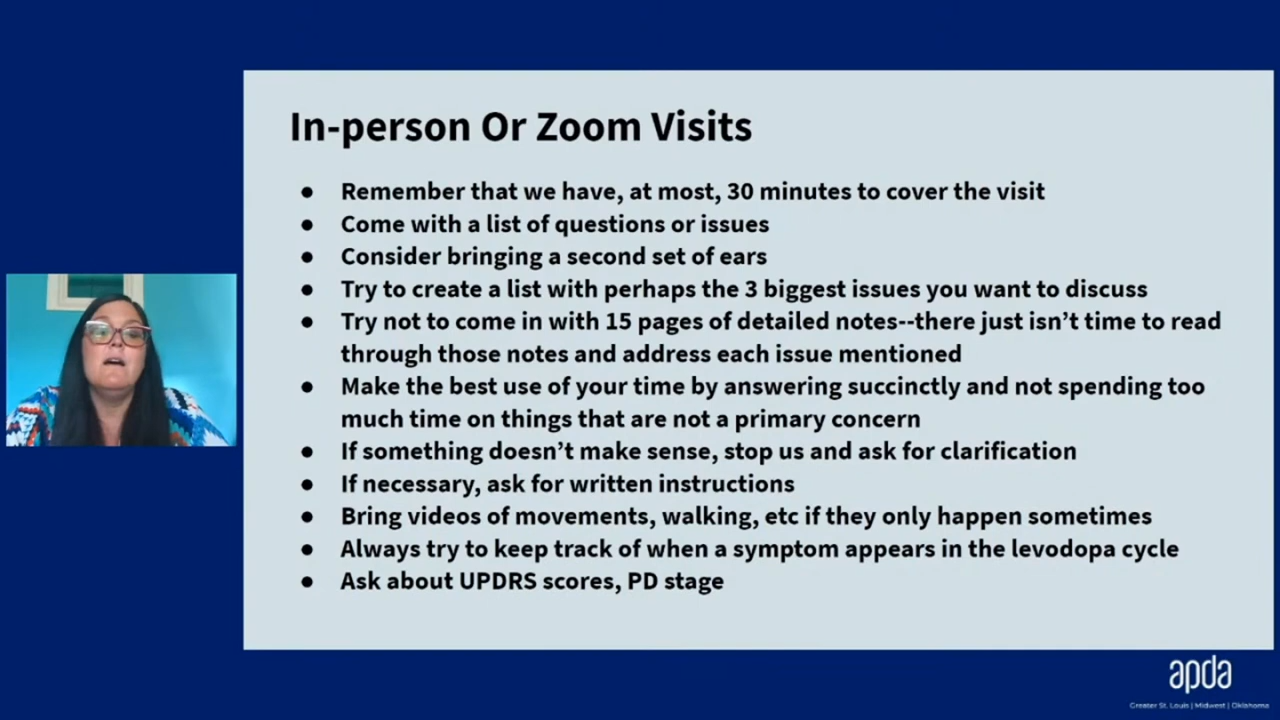 In-person Or Zoom Visits
● Remember that we have, at most, 30 minutes to cover the visit
● Come with a list of questions or issues
● Consider bringing a second set of ears
● Try to create a list with perhaps the 3 biggest issues you want to discuss
● Try not to come in with 15 pages of detailed notes--there just isn’t time to read
through those notes and address each issue mentioned
● Make the best use of your time by answering succinctly and not spending too
much time on things that are not a primary concern
● If something doesn’t make sense, stop us and ask for clarification
● If necessary, ask for written instructions
● Bring videos of movements, walking, etc if they only happen sometimes
● Always try to keep track of when a symptom appears in the levodopa cycle
● Ask about UPDRS scores, PD stage
apda
Greater St. Louis | Midwest | Oklahoma